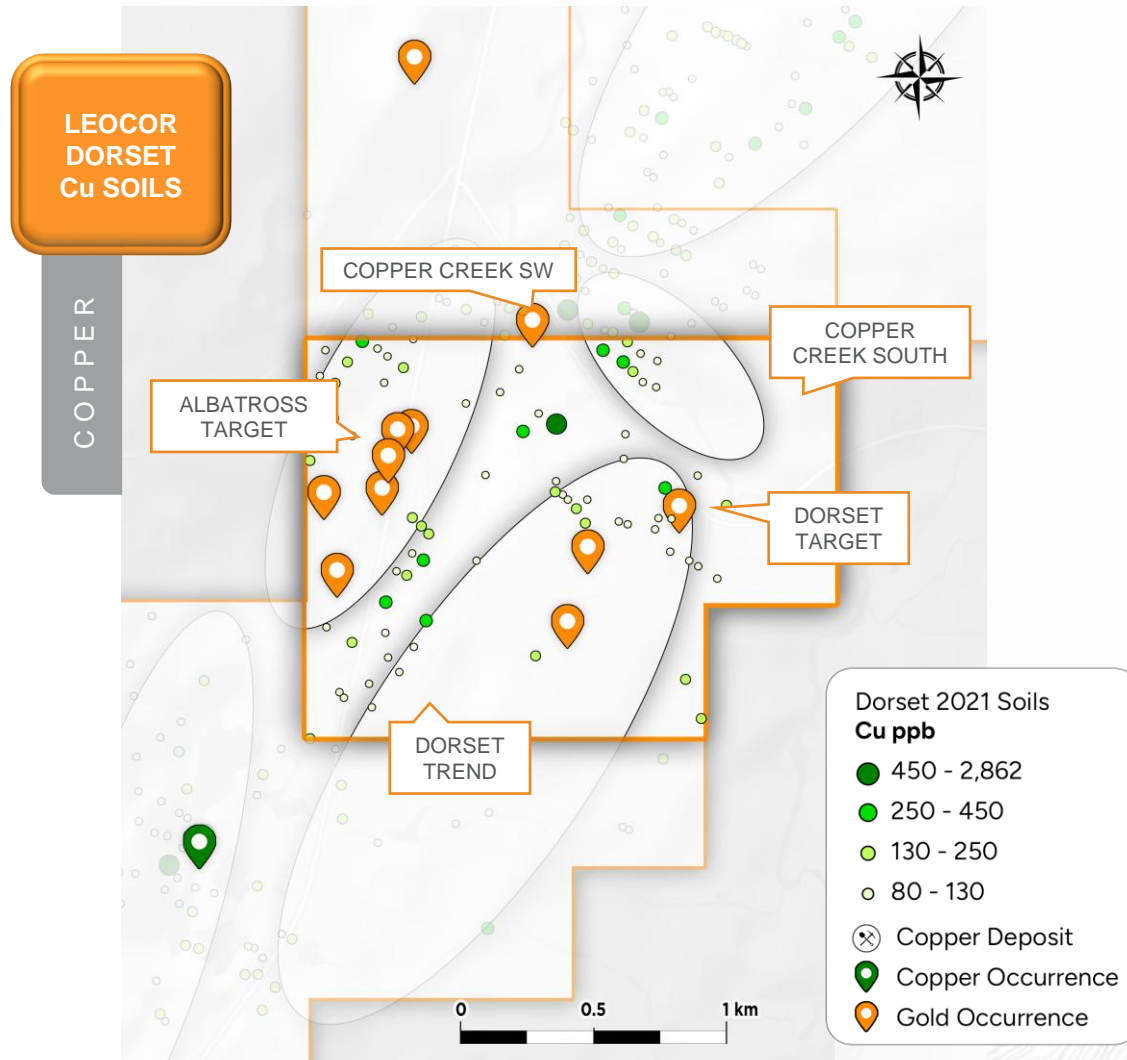 LEOCOR
DORSET
Cu SOILS
COPPER
COPPER CREEK SW
COPPER
CREEK SOUTH
ALBATROSS
TARGET
DORSET
TARGET
DORSET
TREND
Dorset 2021 Soils
Cu ppb
450 - 2,862
250 - 450
130 - 250
80 - 130
Copper Deposit
Copper Occurrence
Gold Occurrence
0 0.5 1 km